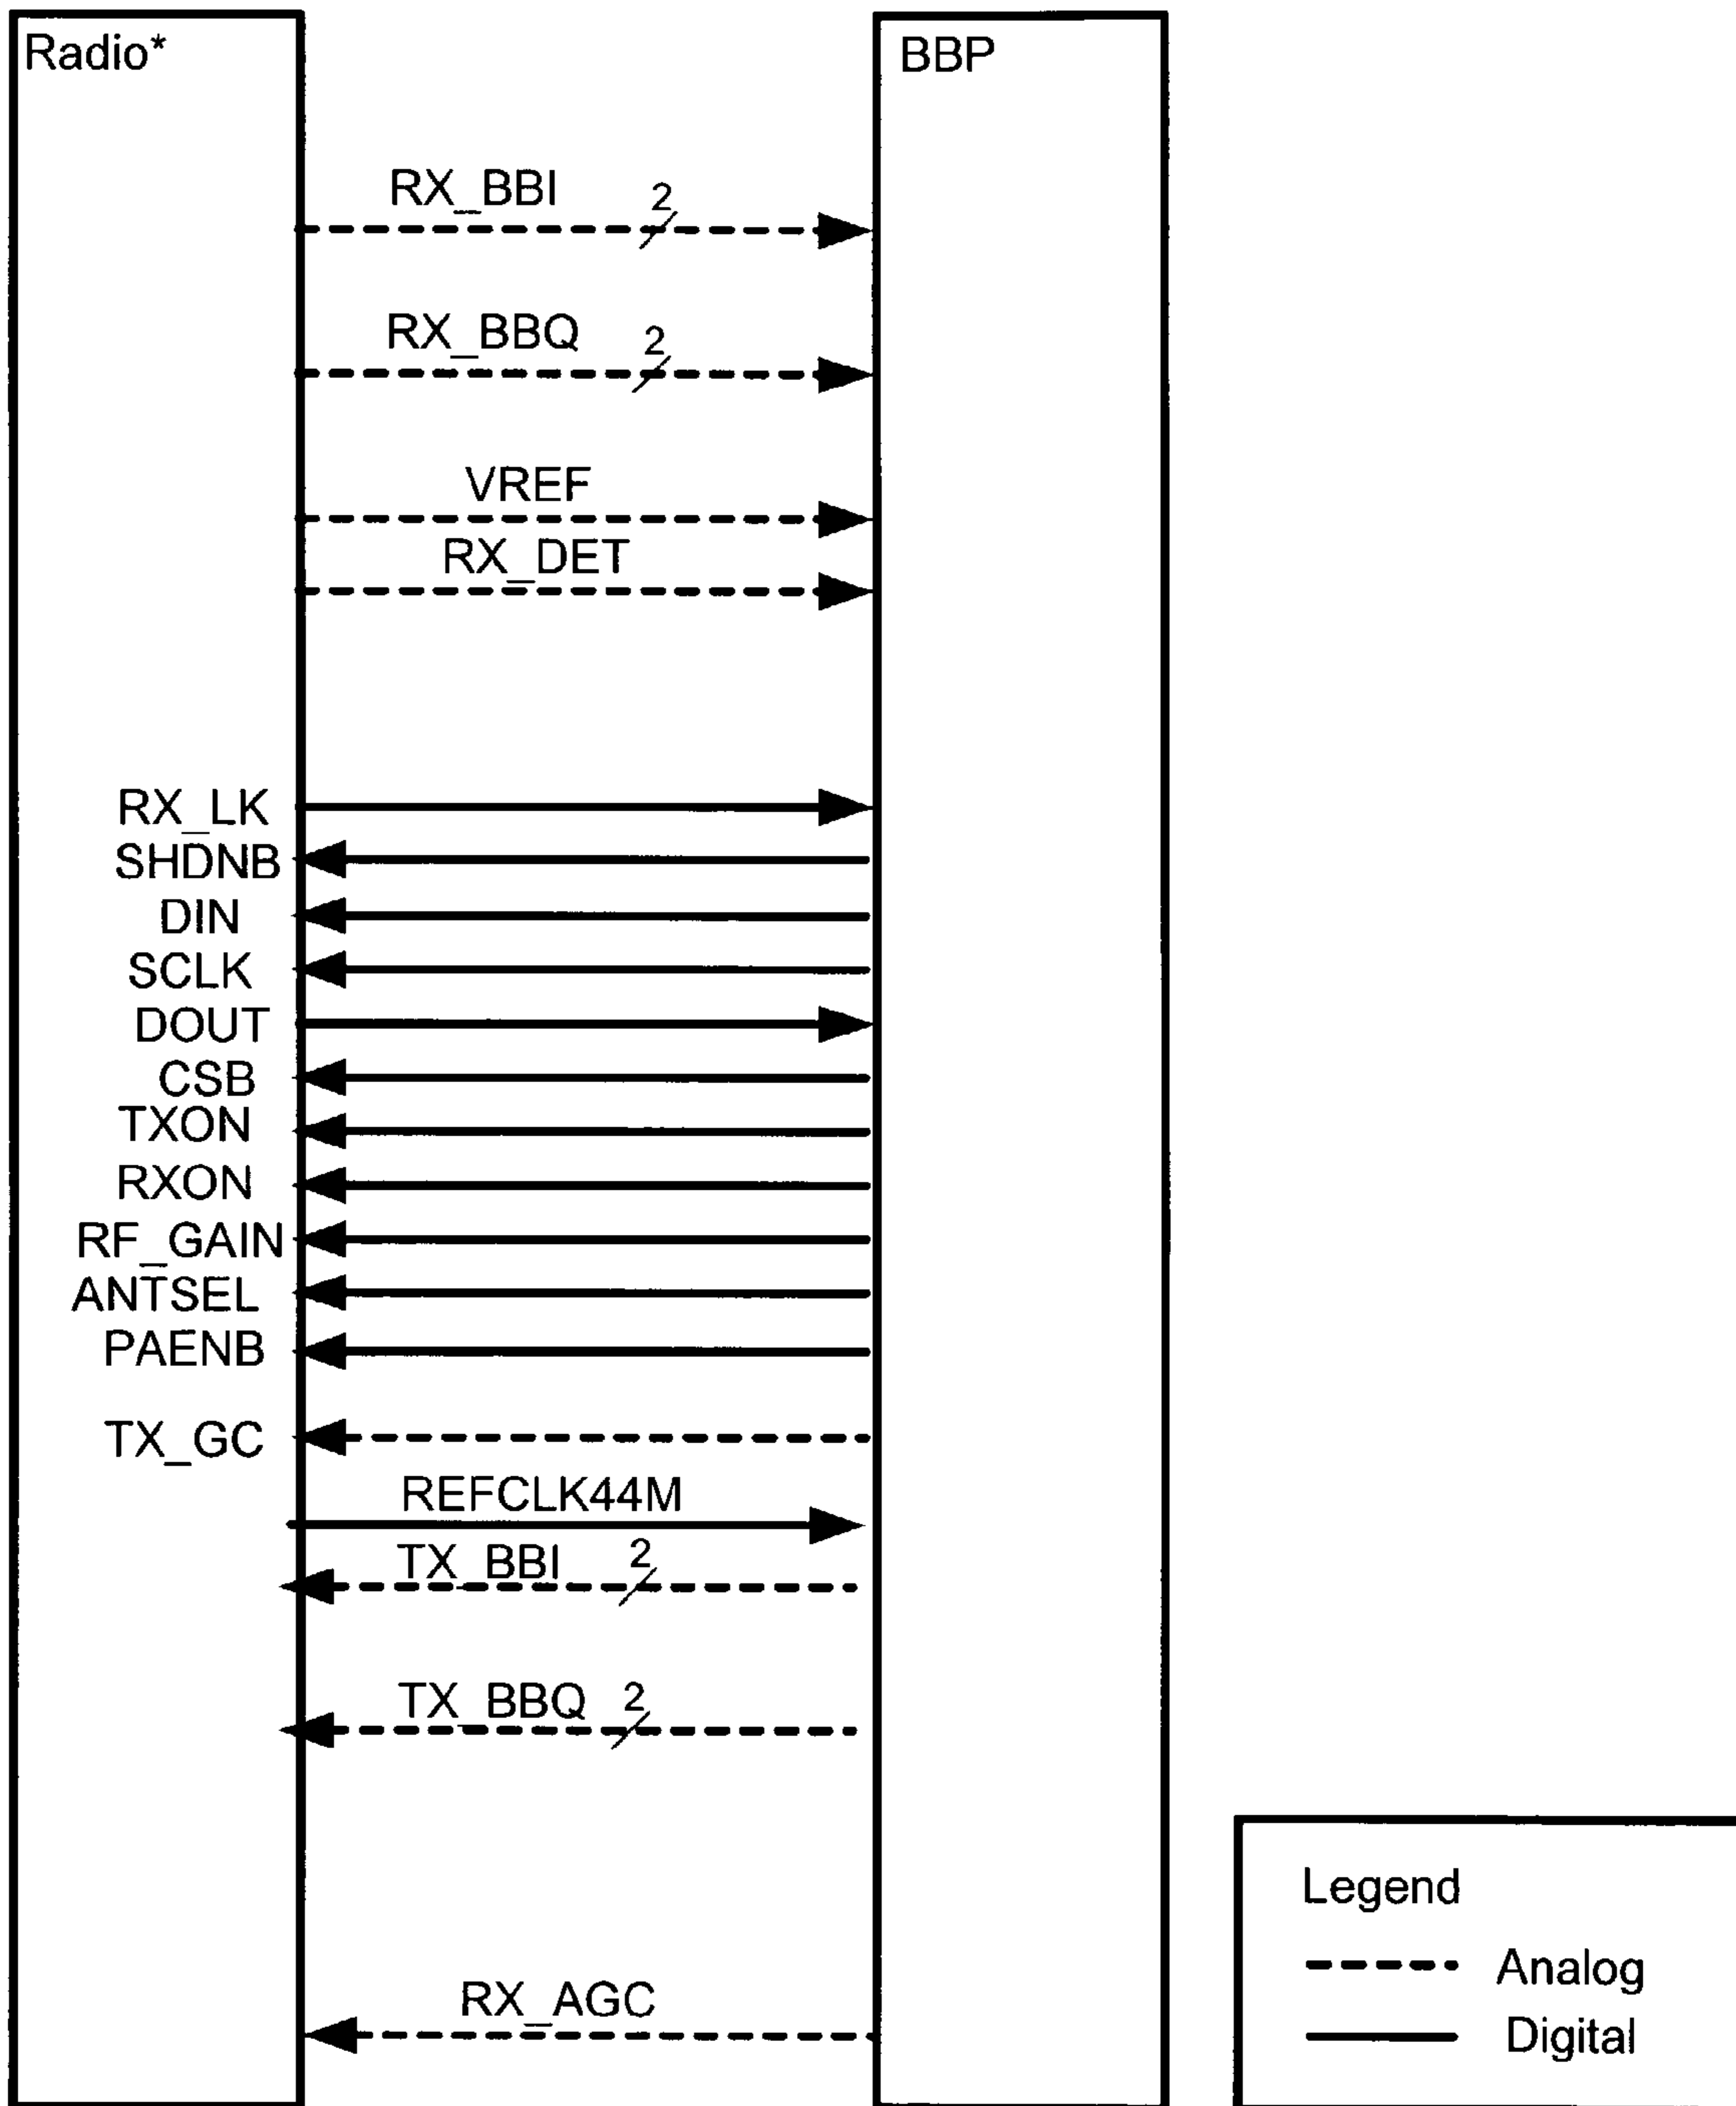 Radio*
BBP
RX_BBI
2
RX_BBQ
2
VREF
RX_DET
RX_LK
SHDNB
DIN
SCLK
DOUT
CSB
TXON
RXON
RF_GAIN
ANTSEL
PAENB
TX_GC
REFCLK44M
TX_BBI
2
TX_BBQ
2
RX_AGC
Legend
Analog
Digital